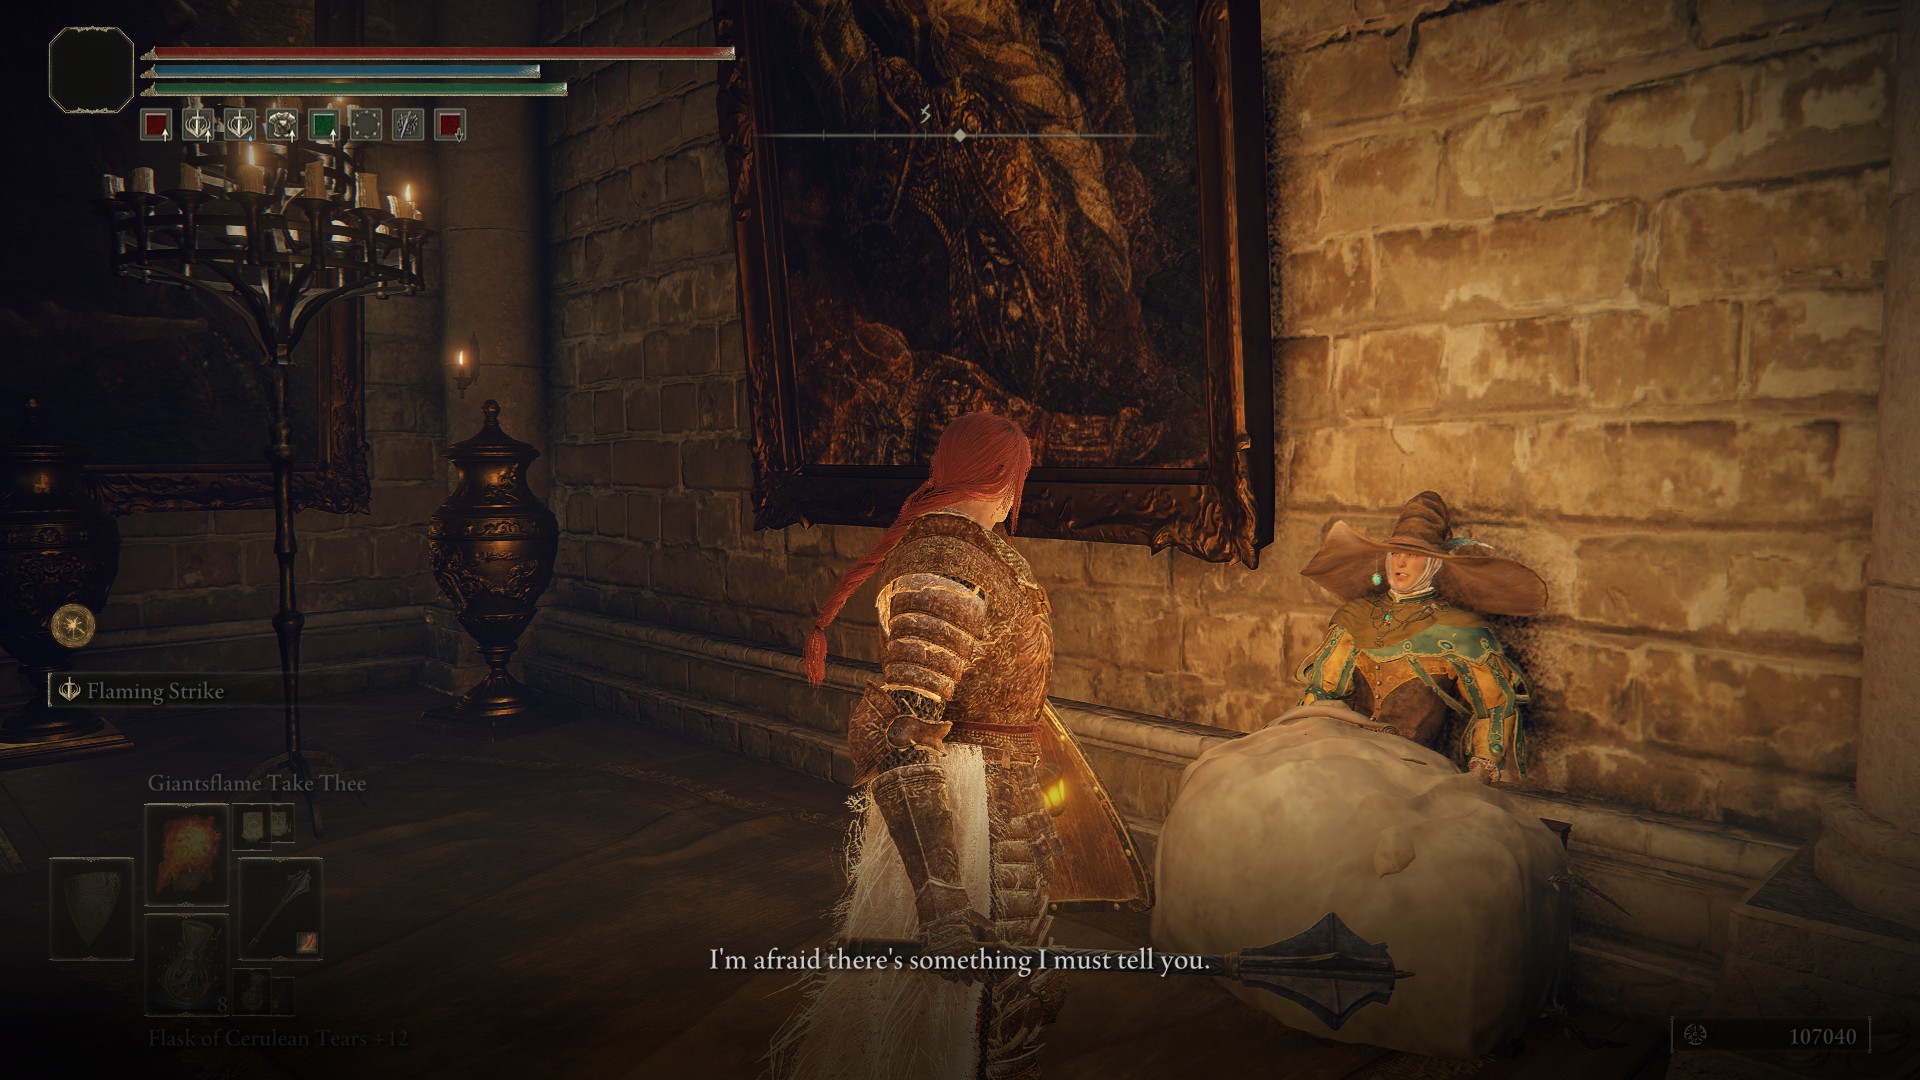 Flaming Strike
Giantsflame Take Thee
8
Flask of Cerulean Tears +12
I'm afraid there's something I must tell you.
107040